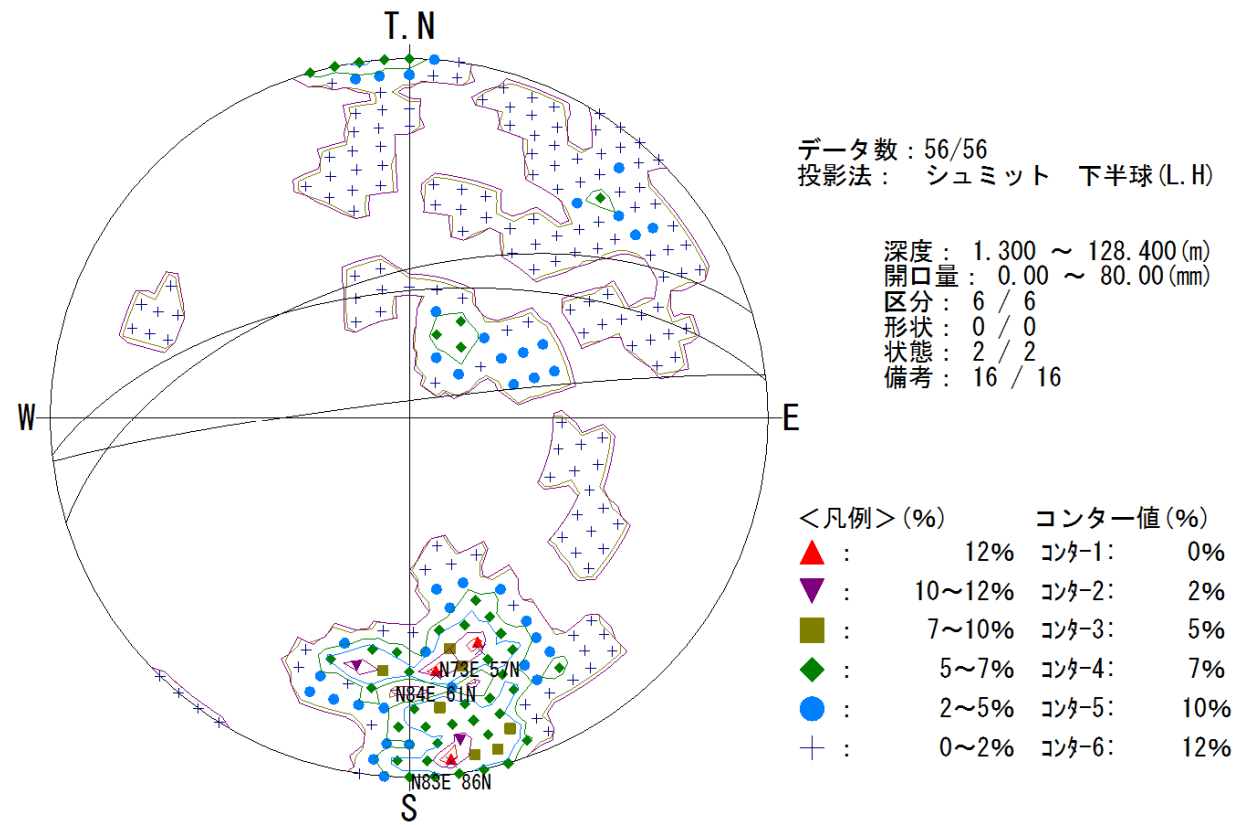 T.N
W
E
S
N73E 57N
N84E 61N
N83E 86N
データ数：56/56
投影法： シュミット 下半球(L.H)
深度： 1.300 ～ 128.400(m)
開口量： 0.00 ～ 80.00(mm)
区分： 6 / 6
形状： 0 / 0
状態： 2 / 2
備考： 16 / 16
＜凡例＞(%) コンター値(%)
： 12% ｺﾝﾀｰ1: 0%
： 10～12% ｺﾝﾀｰ2: 2%
： 7～10% ｺﾝﾀｰ3: 5%
： 5～7% ｺﾝﾀｰ4: 7%
： 2～5% ｺﾝﾀｰ5: 10%
： 0～2% ｺﾝﾀｰ6: 12%